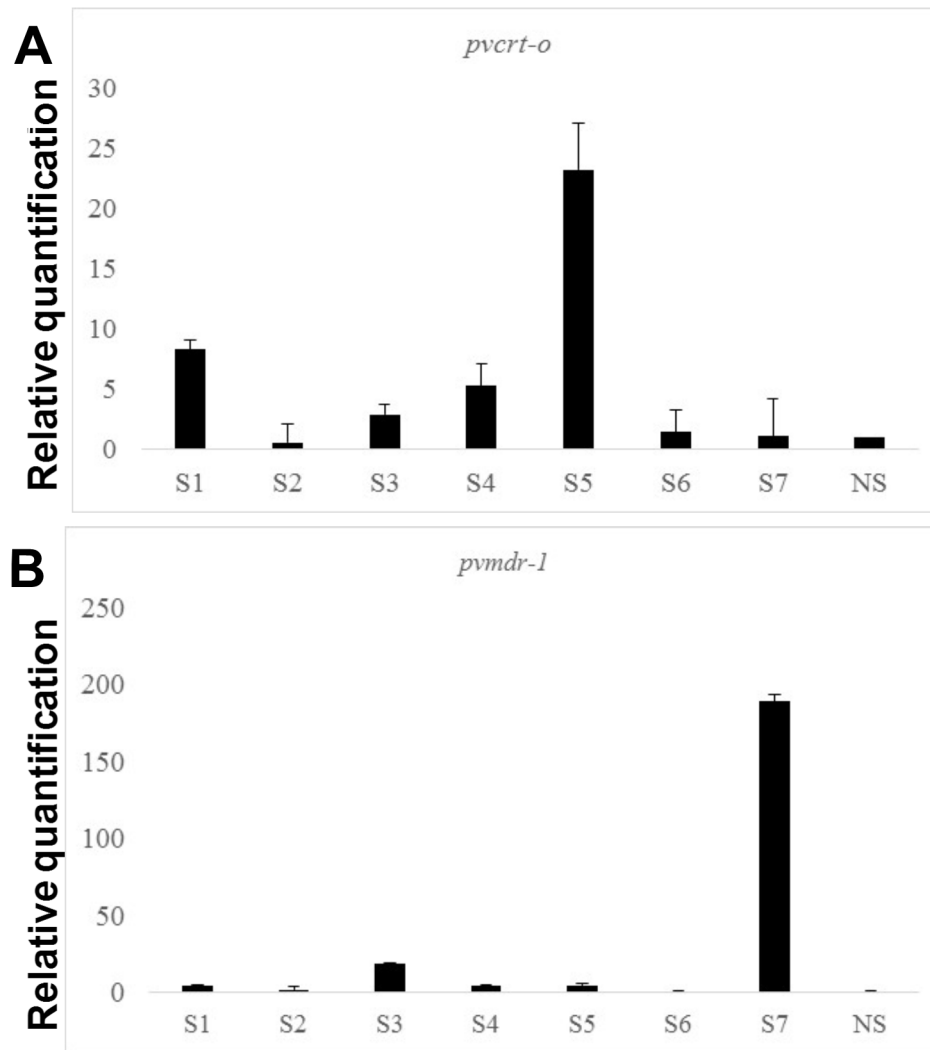 A
pvcrt-o
Relative quantification
30
25
20
15
10
5
0
S1 S2 S3 S4 S5 S6 S7 NS
B
pvmdr-1
Relative quantification
250
200
150
100
50
0
S1 S2 S3 S4 S5 S6 S7 NS